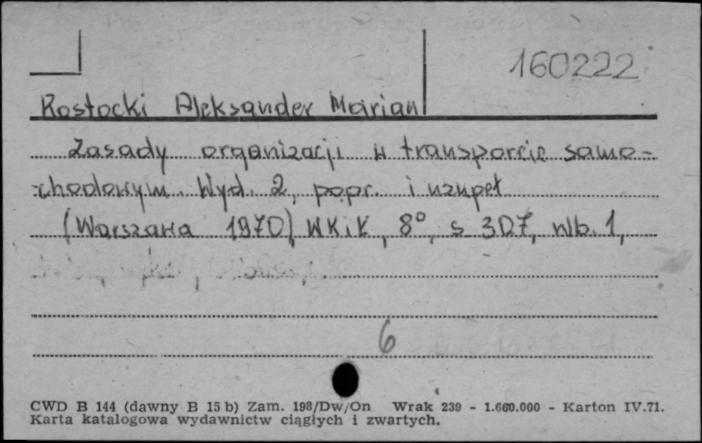 160222
Rostocki Aleksander Marian
Zasady organizacji w transporcie samo-
chodowym. Wyd. 2, popr. i uzupeł
(Warszawa 1970), WKiK, 8°, s 307, nlb. 1,
6
CWD B 144 (dawny B 15 b) Zam. 198/Dw/On Wrak 239 - 1.660.000 - Karton IV.71.
Karta katalogowa wydawnictw ciągłych i zwartych.